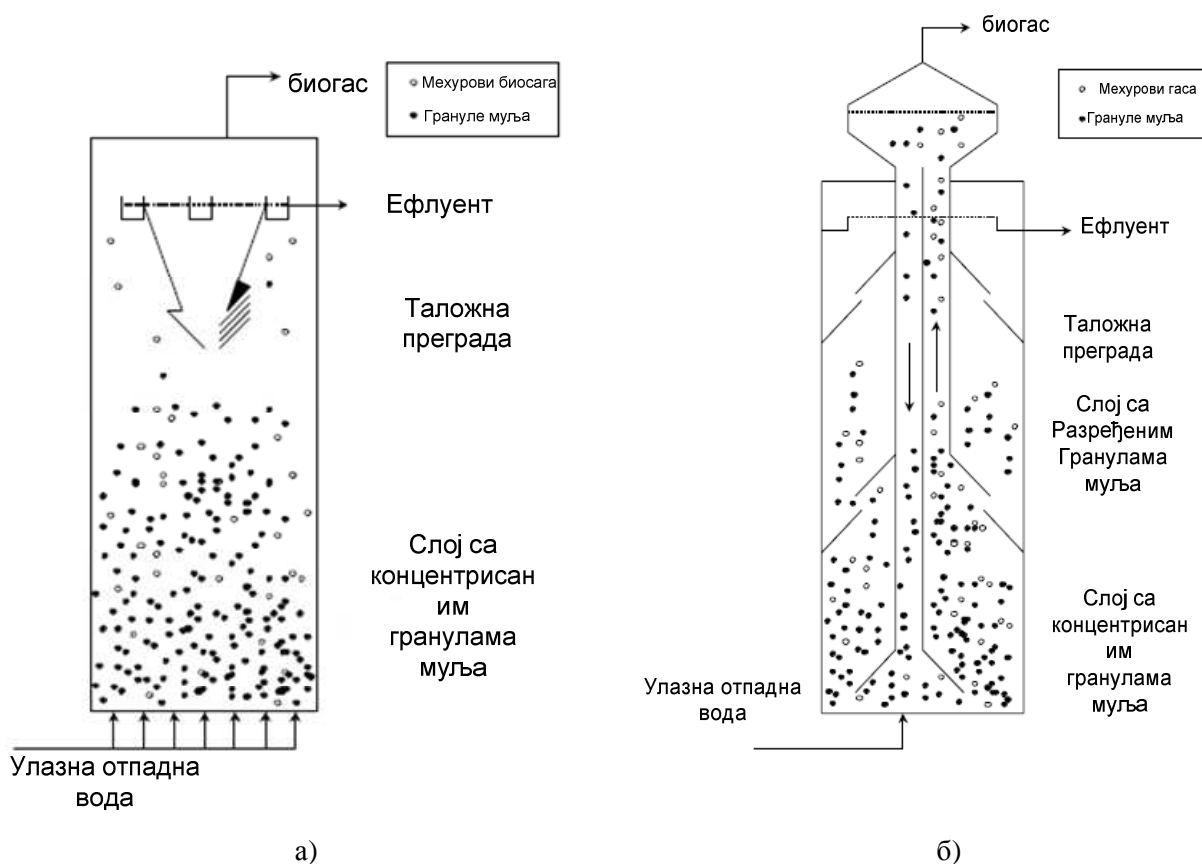 биогас
Мехурови биосага
Грануле муља
Ефлуент
Таложна
преграда
Слој са
концентрисан
им
гранулама
муља
Улазна отпадна
вода
а)
биогас
Мехурови гаса
Грануле муља
Ефлуент
Таложна
преграда
Слој са
Разређеним
Гранулама
муља
Слој са
концентрисан
им
гранулама
муља
Улазна отпадна
вода
б)